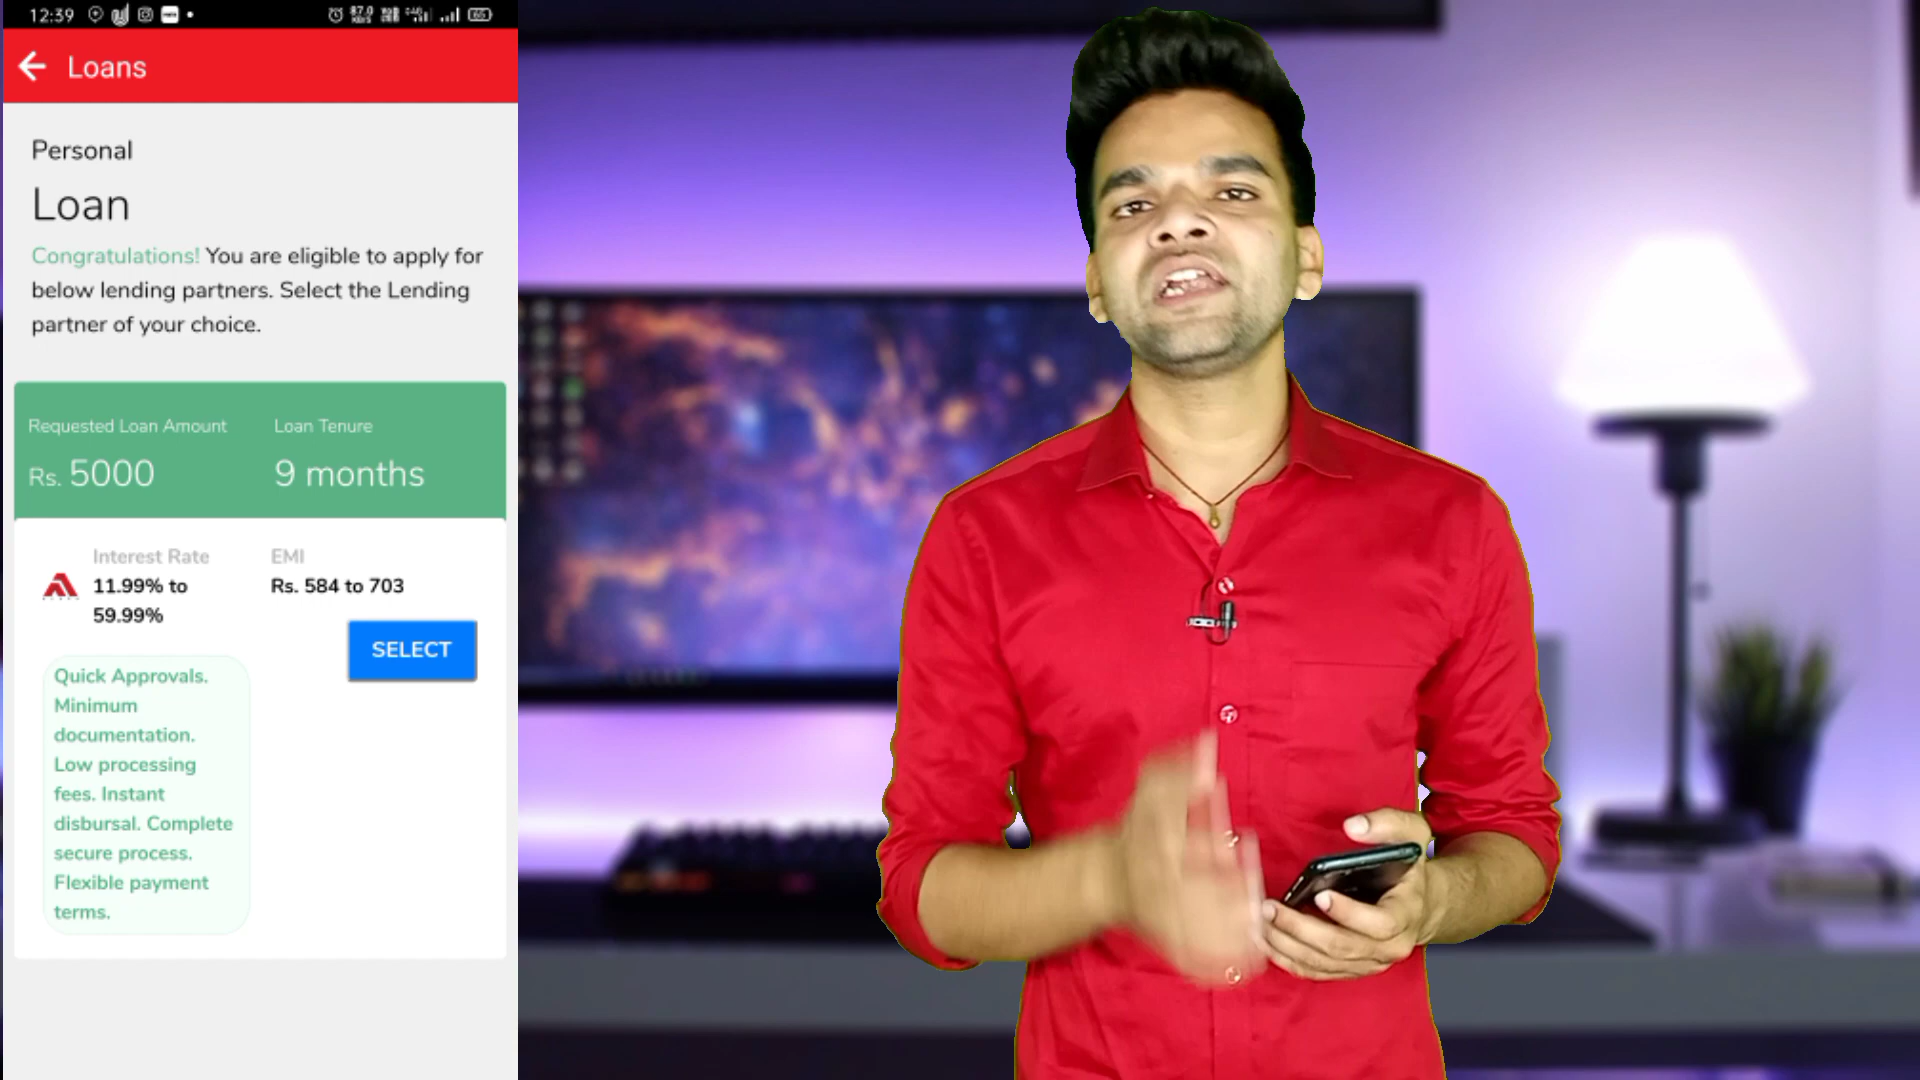 12:39
Loans
Personal
Loan
Congratulations! You are eligible to apply for
below lending partners. Select the Lending
partner of your choice.
Requested Loan Amount
Loan Tenure
Rs. 5000
9 months
Interest Rate
EMI
11.99% to
59.99%
Rs. 584 to 703
SELECT
Quick Approvals.
Minimum
documentation.
Low processing
fees. Instant
disbursal. Complete
secure process.
Flexible payment
terms.